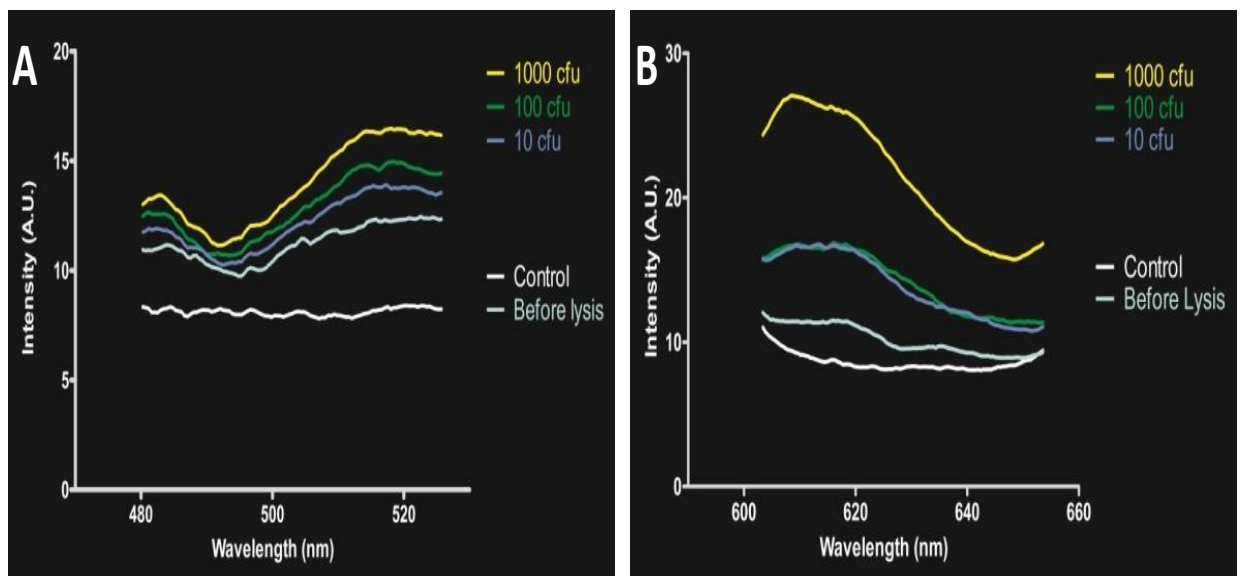 A
20
15
10
5
0
Intensity (A.U.)
480
500
520
Wavelength (nm)
1000 cfu
100 cfu
10 cfu
Control
Before lysis
B
30
20
10
0
Intensity (A.U.)
600
620
640
660
Wavelength (nm)
1000 cfu
100 cfu
10 cfu
Control
Before Lysis